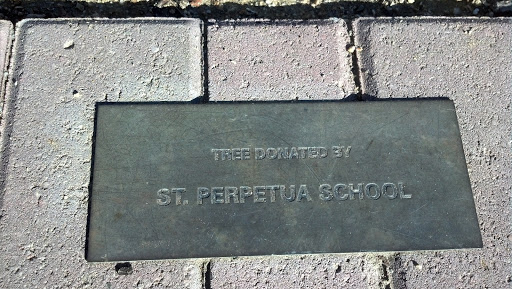 TREE DONATED BY
ST. PERPETUA SCHOOL